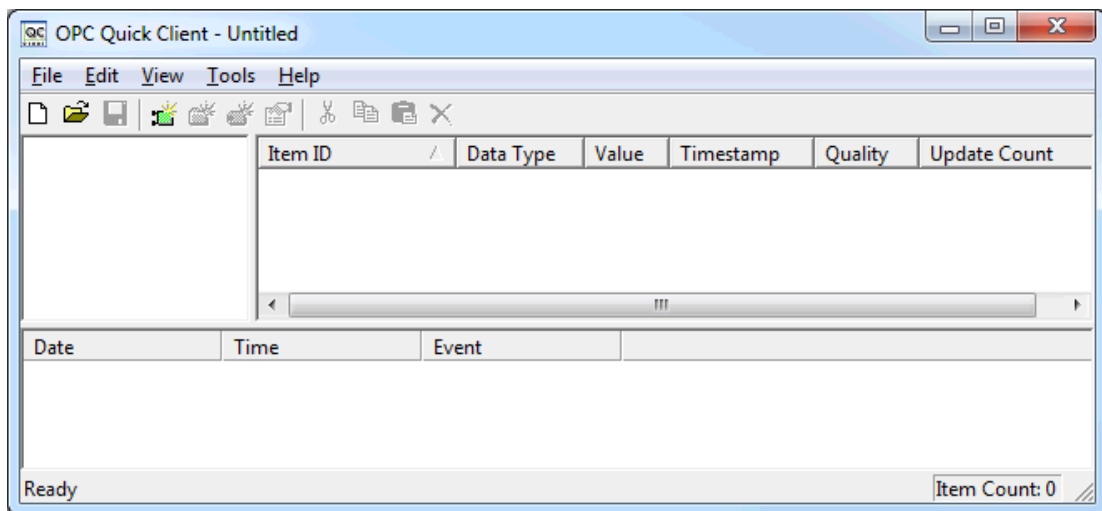 QC OPC Quick Client - Untitled
File Edit View Tools Help
Item ID Data Type Value Timestamp Quality Update Count
Date Time Event
Ready Item Count: 0